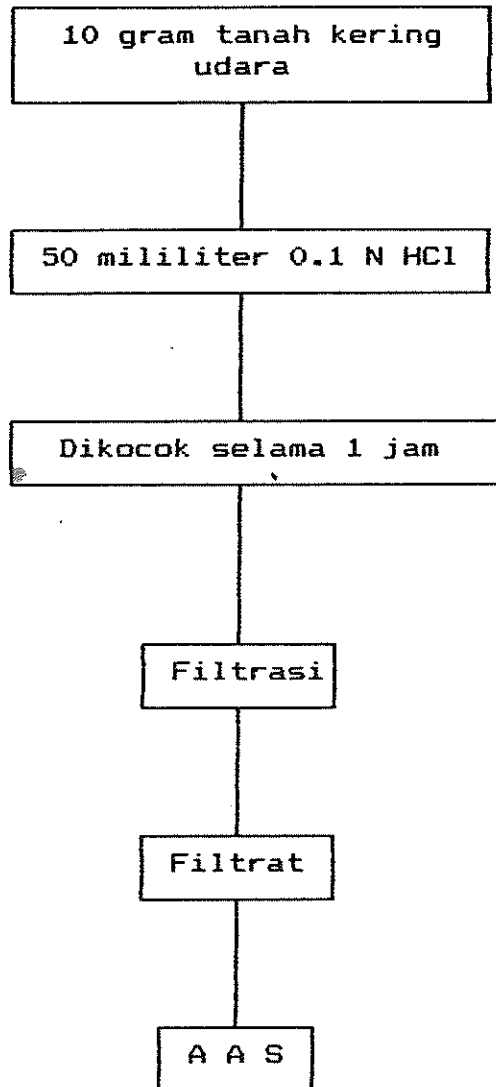 10 gram tanah kering
udara
50 mililiter 0.1 N HCl
Dikocok selama 1 jam
Filtrasi
Filtrat
A A S